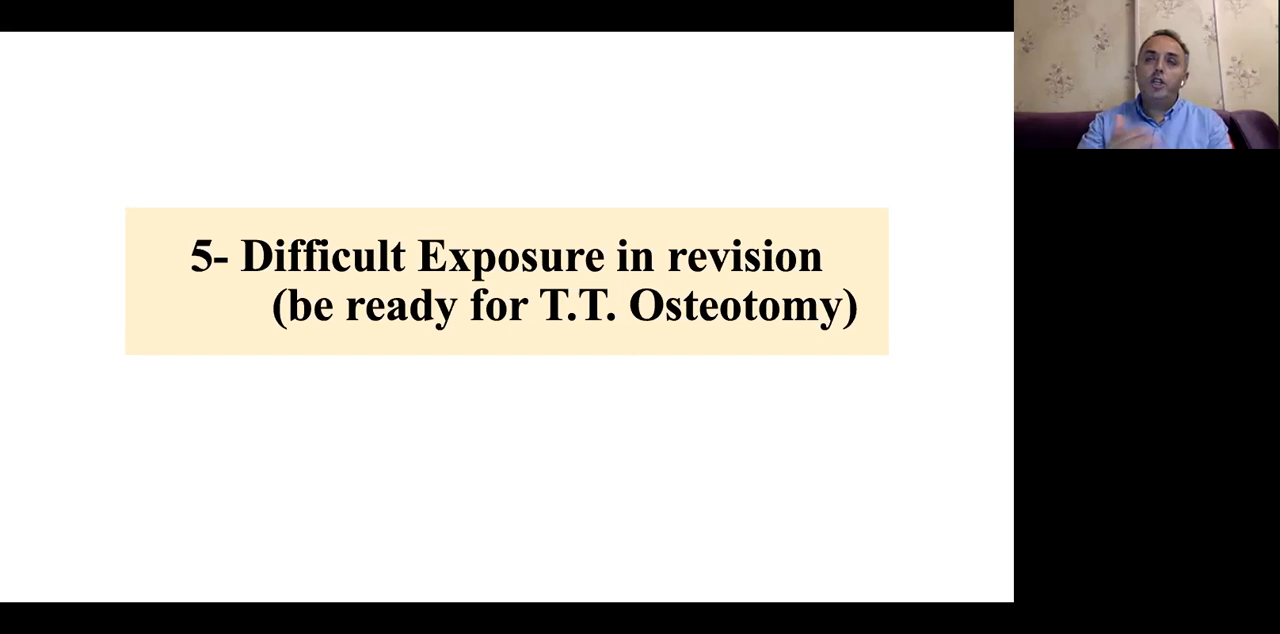 5- Difficult Exposure in revision
(be ready for T.T. Osteotomy)